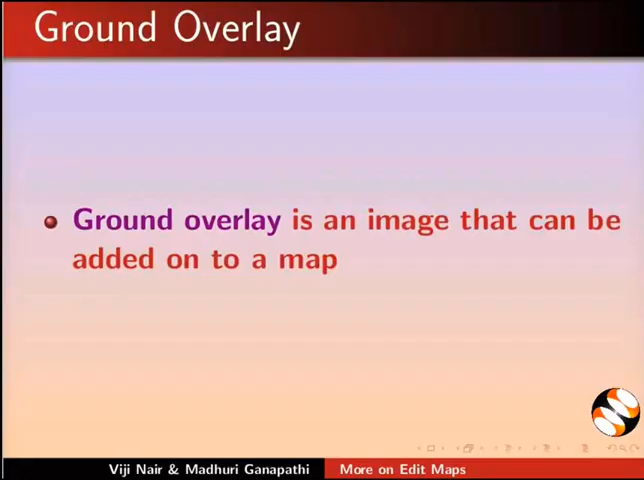 Ground Overlay
Ground overlay is an image that can be
added on to a map
Viji Nair & Madhuri Ganapathi
More on Edit Maps